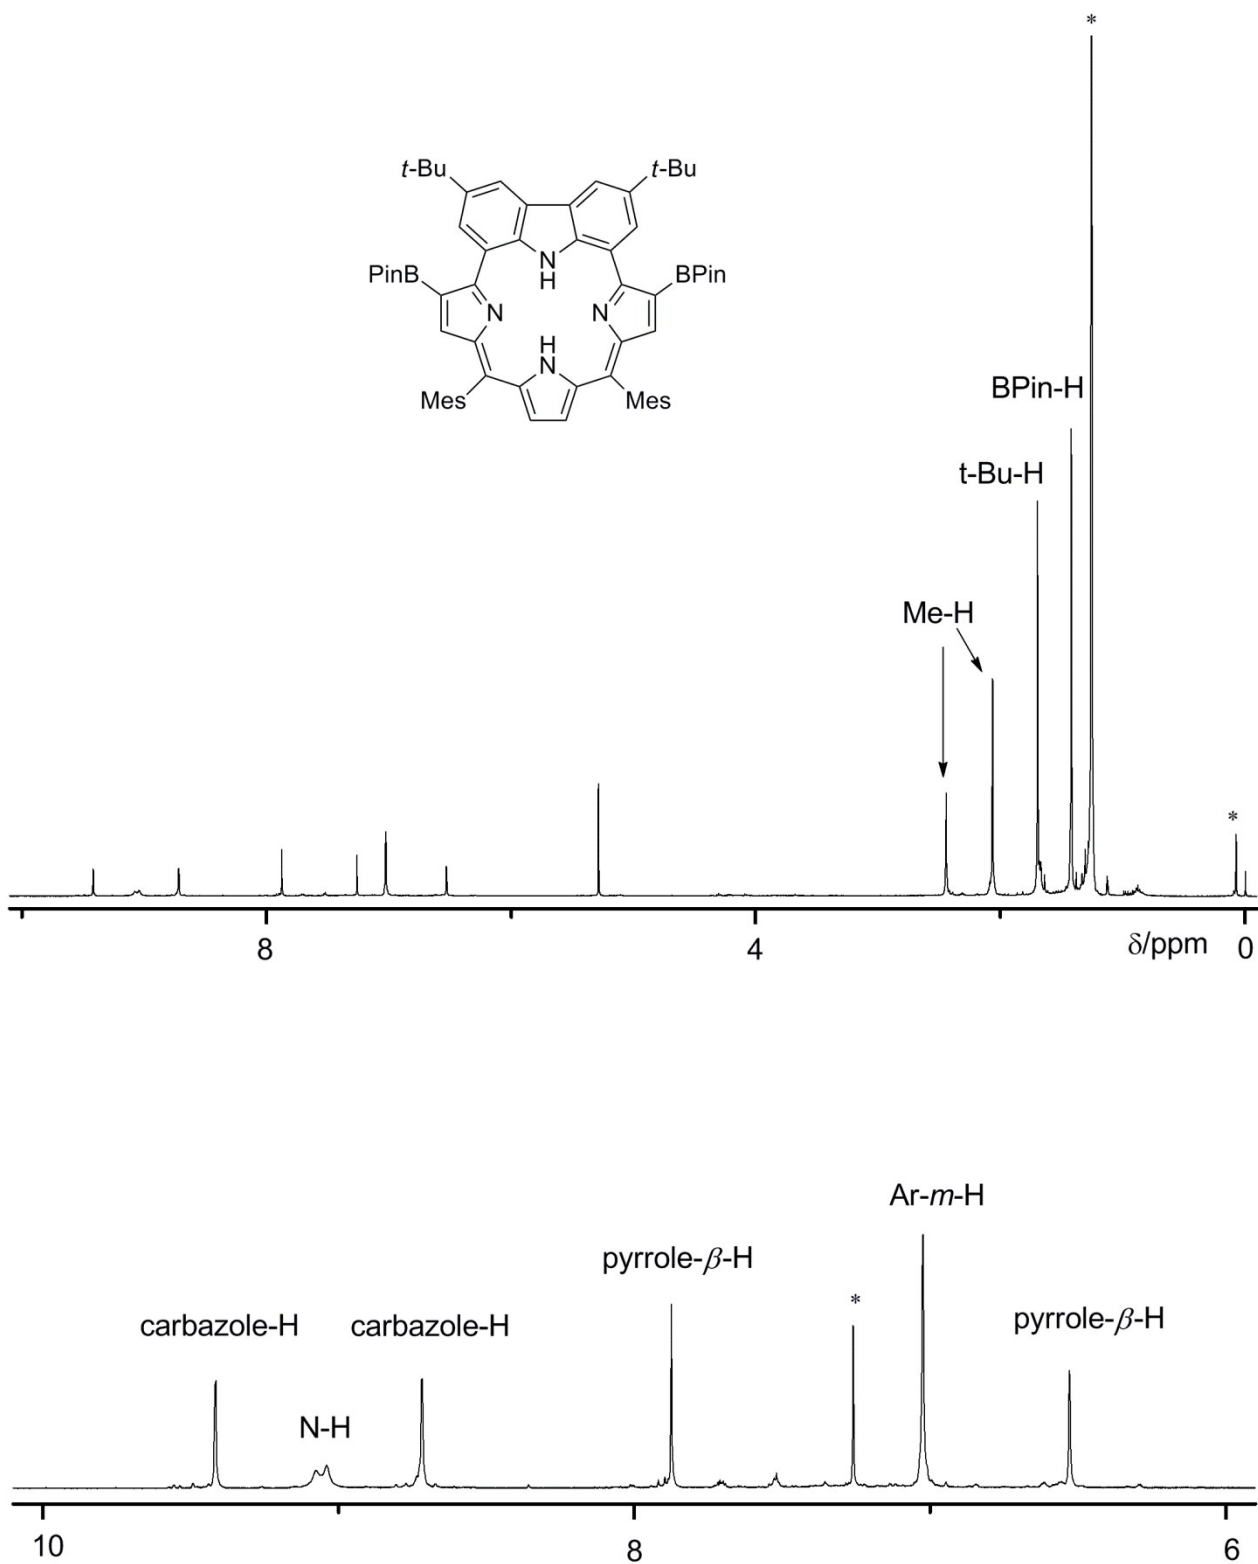 *
t-Bu t-Bu
N
H
PinB BPin
N N
H
N
Mes Mes
BPin-H
t-Bu-H
Me-H
*
8 4 δ/ppm 0
Ar-m-H
pyrrole-β-H
*
carbazole-H carbazole-H pyrrole-β-H
N-H
10 8 6